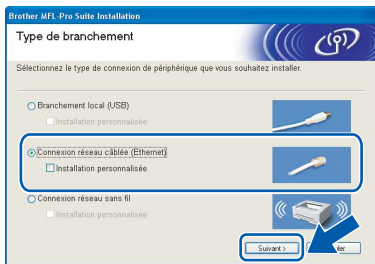 Brother MFL-Pro Suite Installation
Type de branchement
Sélectionnez le type de connexion de périphérique que vous souhaitez installer.
Branchement local (USB)
Installation personnalisée
Connexion réseau câblée (Ethernet)
Installation personnalisée
Connexion réseau sans fil
Installation personnalisée
Suivant >